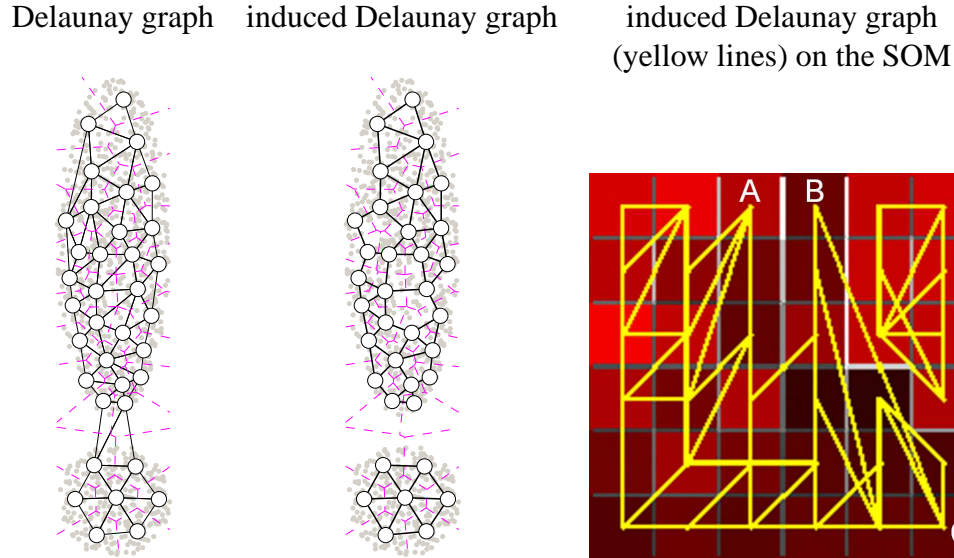 Delaunay graph
induced Delaunay graph
induced Delaunay graph
(yellow lines) on the SOM
A
B